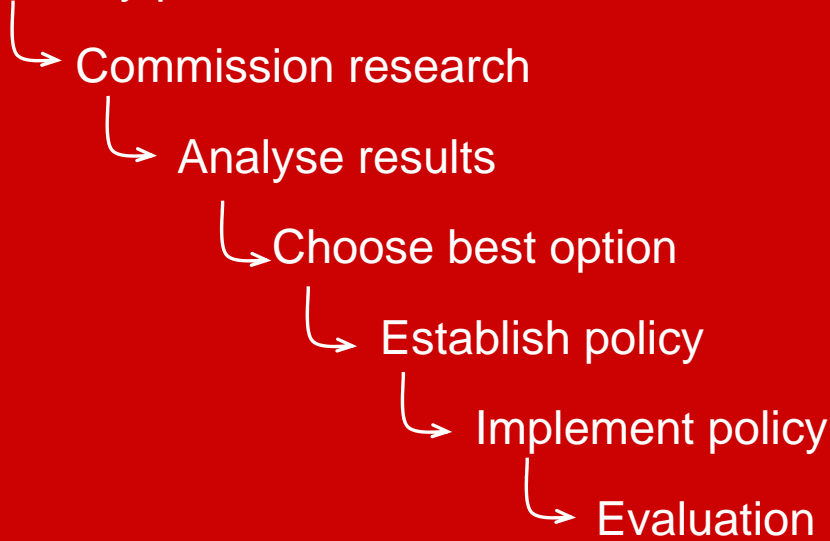 Commission research
Analyse results
Choose best option
Establish policy
Implement policy
Evaluation